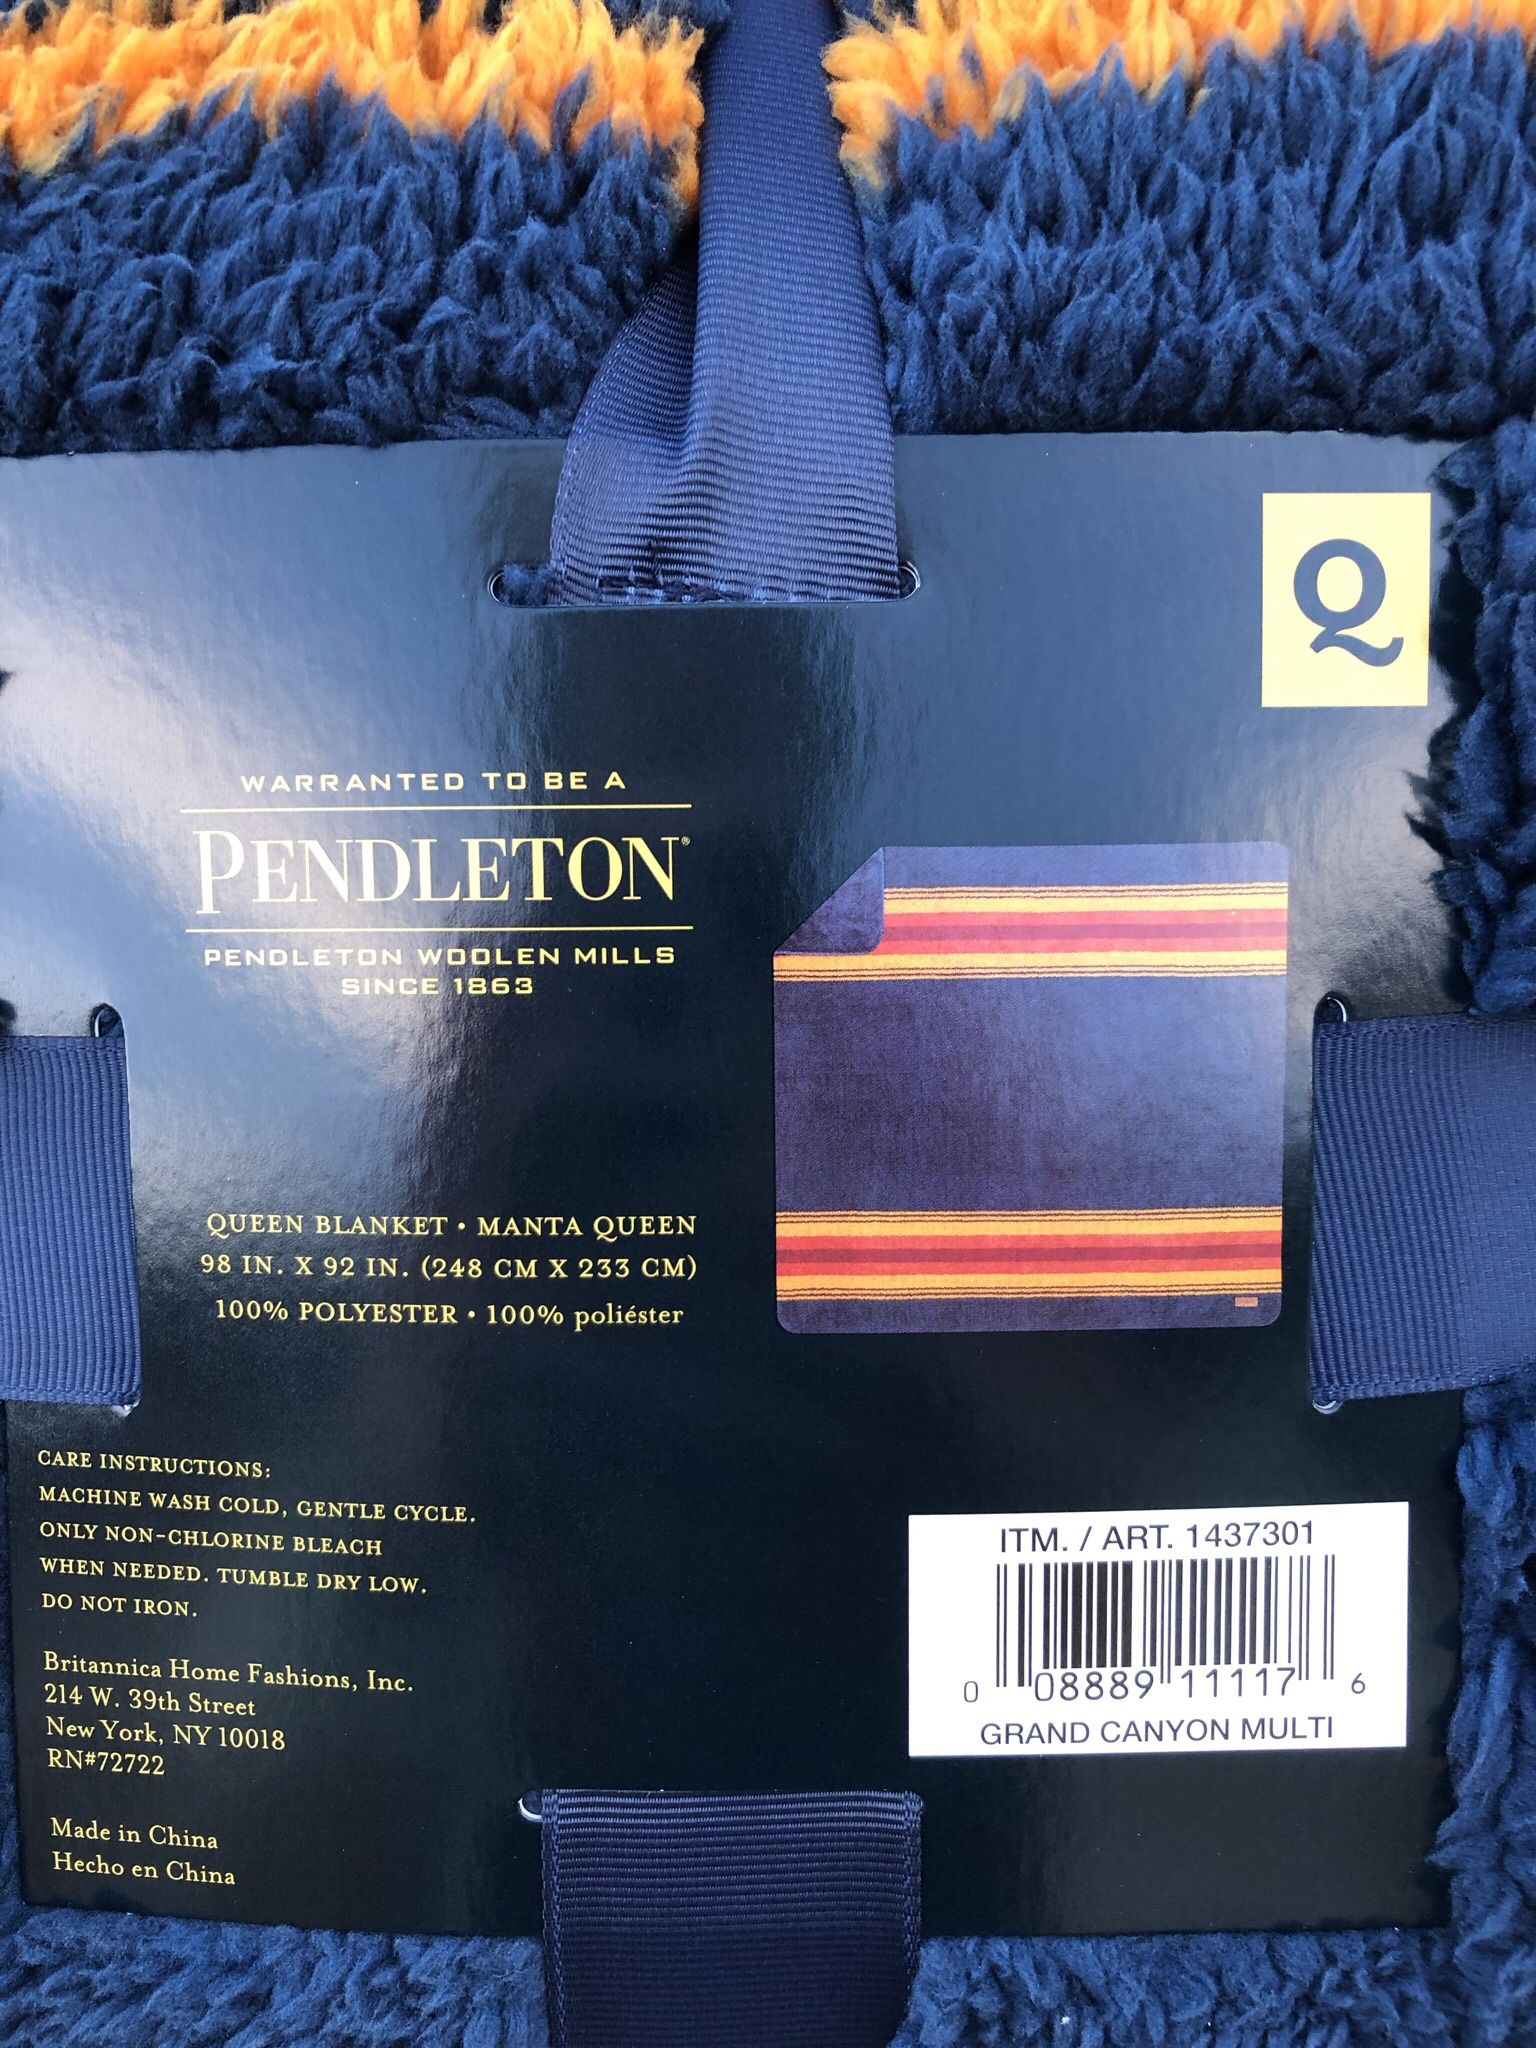 Q
WARRANTED TO BE A
PENDLETON®
PENDLETON WOOLEN MILLS
SINCE 1863
QUEEN BLANKET • MANTA QUEEN
98 IN. X 92 IN. (248 CM X 233 CM)
100% POLYESTER • 100% poliéster
CARE INSTRUCTIONS:
MACHINE WASH COLD, GENTLE CYCLE.
ONLY NON-CHLORINE BLEACH
WHEN NEEDED. TUMBLE DRY LOW.
DO NOT IRON.
Britannica Home Fashions, Inc.
214 W. 39th Street
New York, NY 10018
RN#72722
Made in China
Hecho en China
ITM. / ART. 1437301
0 08889 11117 6
GRAND CANYON MULTI